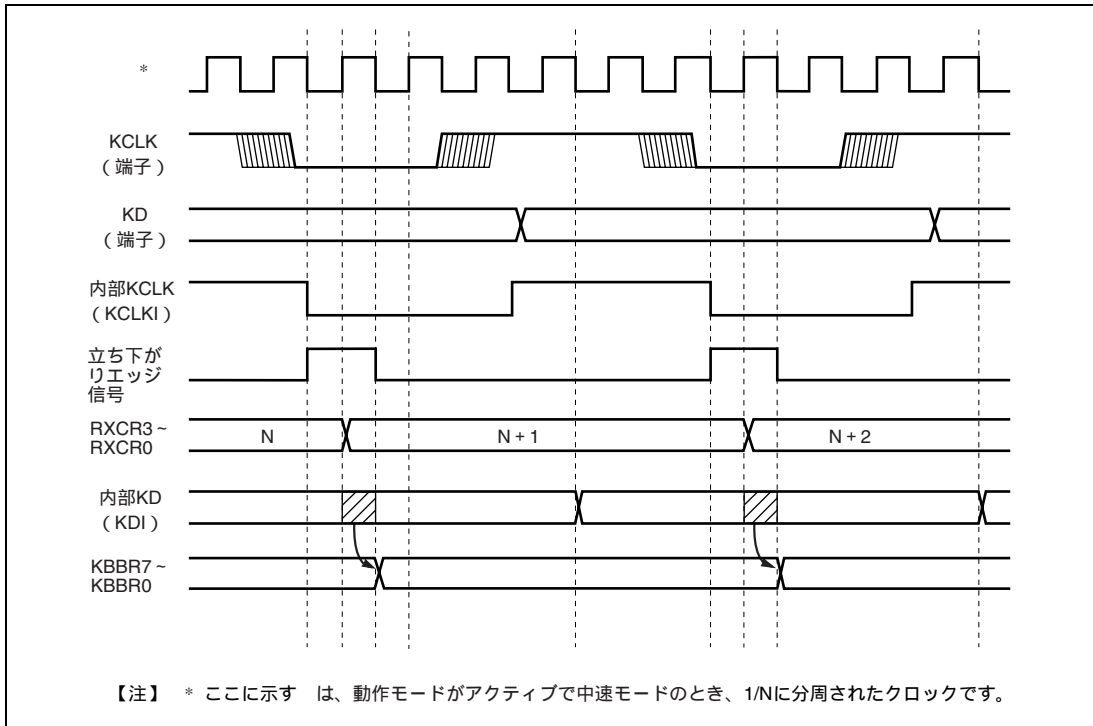 *
KCLK
(端子)
KD
(端子)
内部KCLK
(KCLKI)
立ち下が
りエッジ
信号
RXCR3~
RXCR0
N
N + 1
N + 2
内部KD
(KDI)
KBBR7~
KBBR0
【注】 * ここに示す は、動作モードがアクティブで中速モードのとき、1/Nに分周されたクロックです。